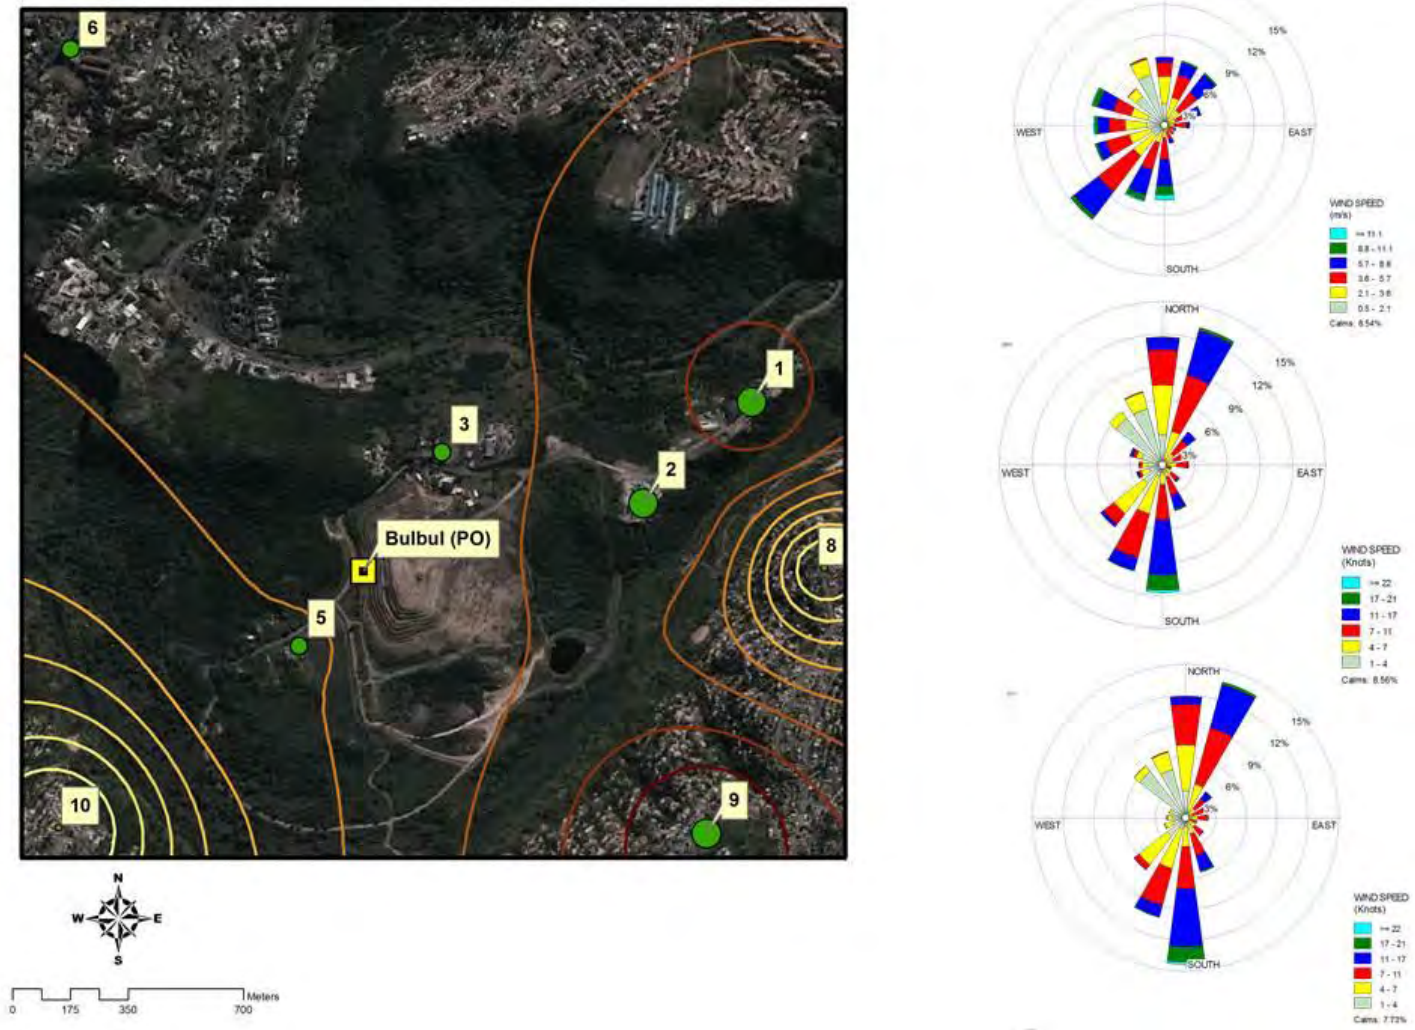 6
1
3
2
Bulbul (PO)
8
5
10
9
N
W E
S
Meters
0 175 350 700
15%
12%
9%
6%
3%
WEST
EAST
SOUTH
WIND SPEED
(m/s)
>= 11.1
8.8 - 11.1
5.7 - 8.8
3.6 - 5.7
2.1 - 3.6
0.5 - 2.1
Calms: 8.54%
NORTH
15%
12%
9%
6%
3%
WEST
EAST
SOUTH
WIND SPEED
(Knots)
>= 22
17 - 21
11 - 17
7 - 11
4 - 7
1 - 4
Calms: 8.56%
NORTH
15%
12%
9%
6%
3%
WEST
EAST
SOUTH
WIND SPEED
(Knots)
>= 22
17 - 21
11 - 17
7 - 11
4 - 7
1 - 4
Calms: 7.73%